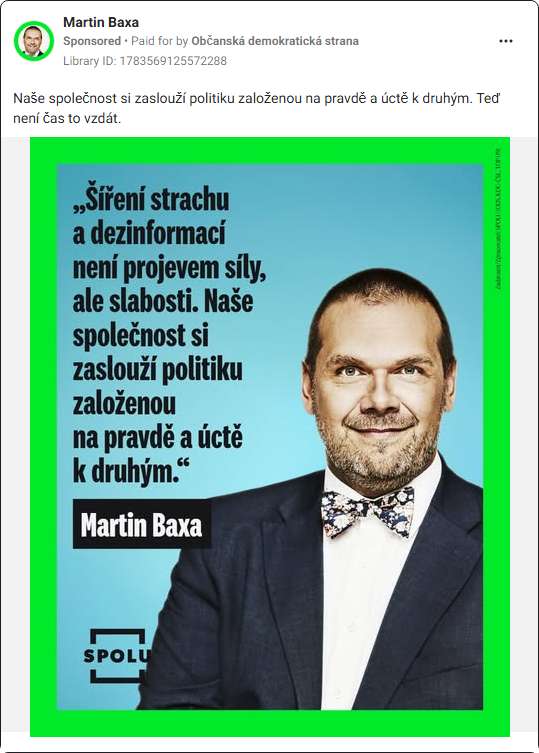 Martin Baxa
Sponsored • Paid for by Občanská demokratická strana
Library ID: 1783569125572288
Naše společnost si zaslouží politiku založenou na pravdě a úctě k druhým. Teď
není čas to vzdát.
„Šíření strachu
a dezinformací
není projevem síly,
ale slabosti. Naše
společnost si
zaslouží politiku
založenou
na pravdě a úctě
k druhým.“
Martin Baxa
SPOLU